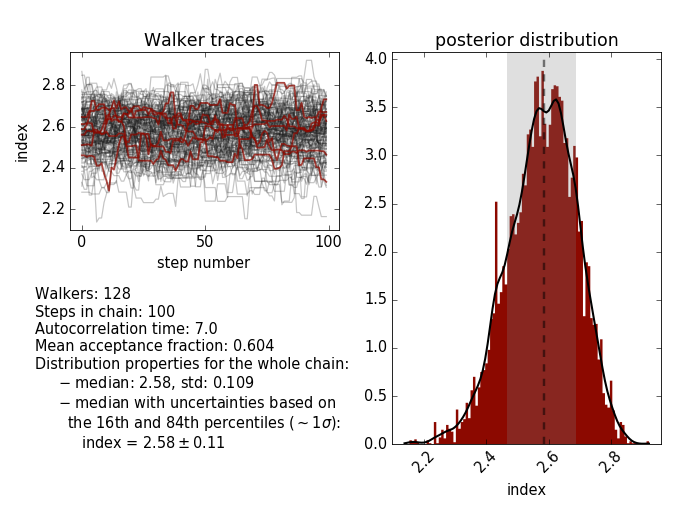 Walker traces
2.8
2.6
2.4
2.2
index
0
50
100
step number
Walkers: 128
Steps in chain: 100
Autocorrelation time: 7.0
Mean acceptance fraction: 0.604
Distribution properties for the whole chain:
− median: 2.58, std: 0.109
− median with uncertainties based on
the 16th and 84th percentiles (∼1σ):
index = 2.58 ± 0.11
posterior distribution
4.0
3.5
3.0
2.5
2.0
1.5
1.0
0.5
0.0
2.2
2.4
2.6
2.8
index